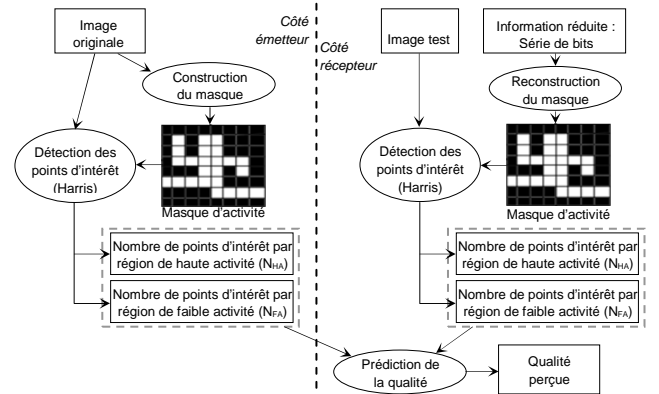 Image
originale
Côté
émetteur
Construction
du masque
Détection des
points d'intérêt
(Harris)
Masque d'activité
Nombre de points d'intérêt par
région de haute activité (NHA)
Nombre de points d'intérêt par
région de faible activité (NFA)
Côté
récepteur
Image test
Information réduite :
Série de bits
Reconstruction
du masque
Détection des
points d'intérêt
(Harris)
Masque d'activité
Nombre de points d'intérêt par
région de haute activité (NHA)
Nombre de points d'intérêt par
région de faible activité (NFA)
Prédiction de
la qualité
Qualité
perçue